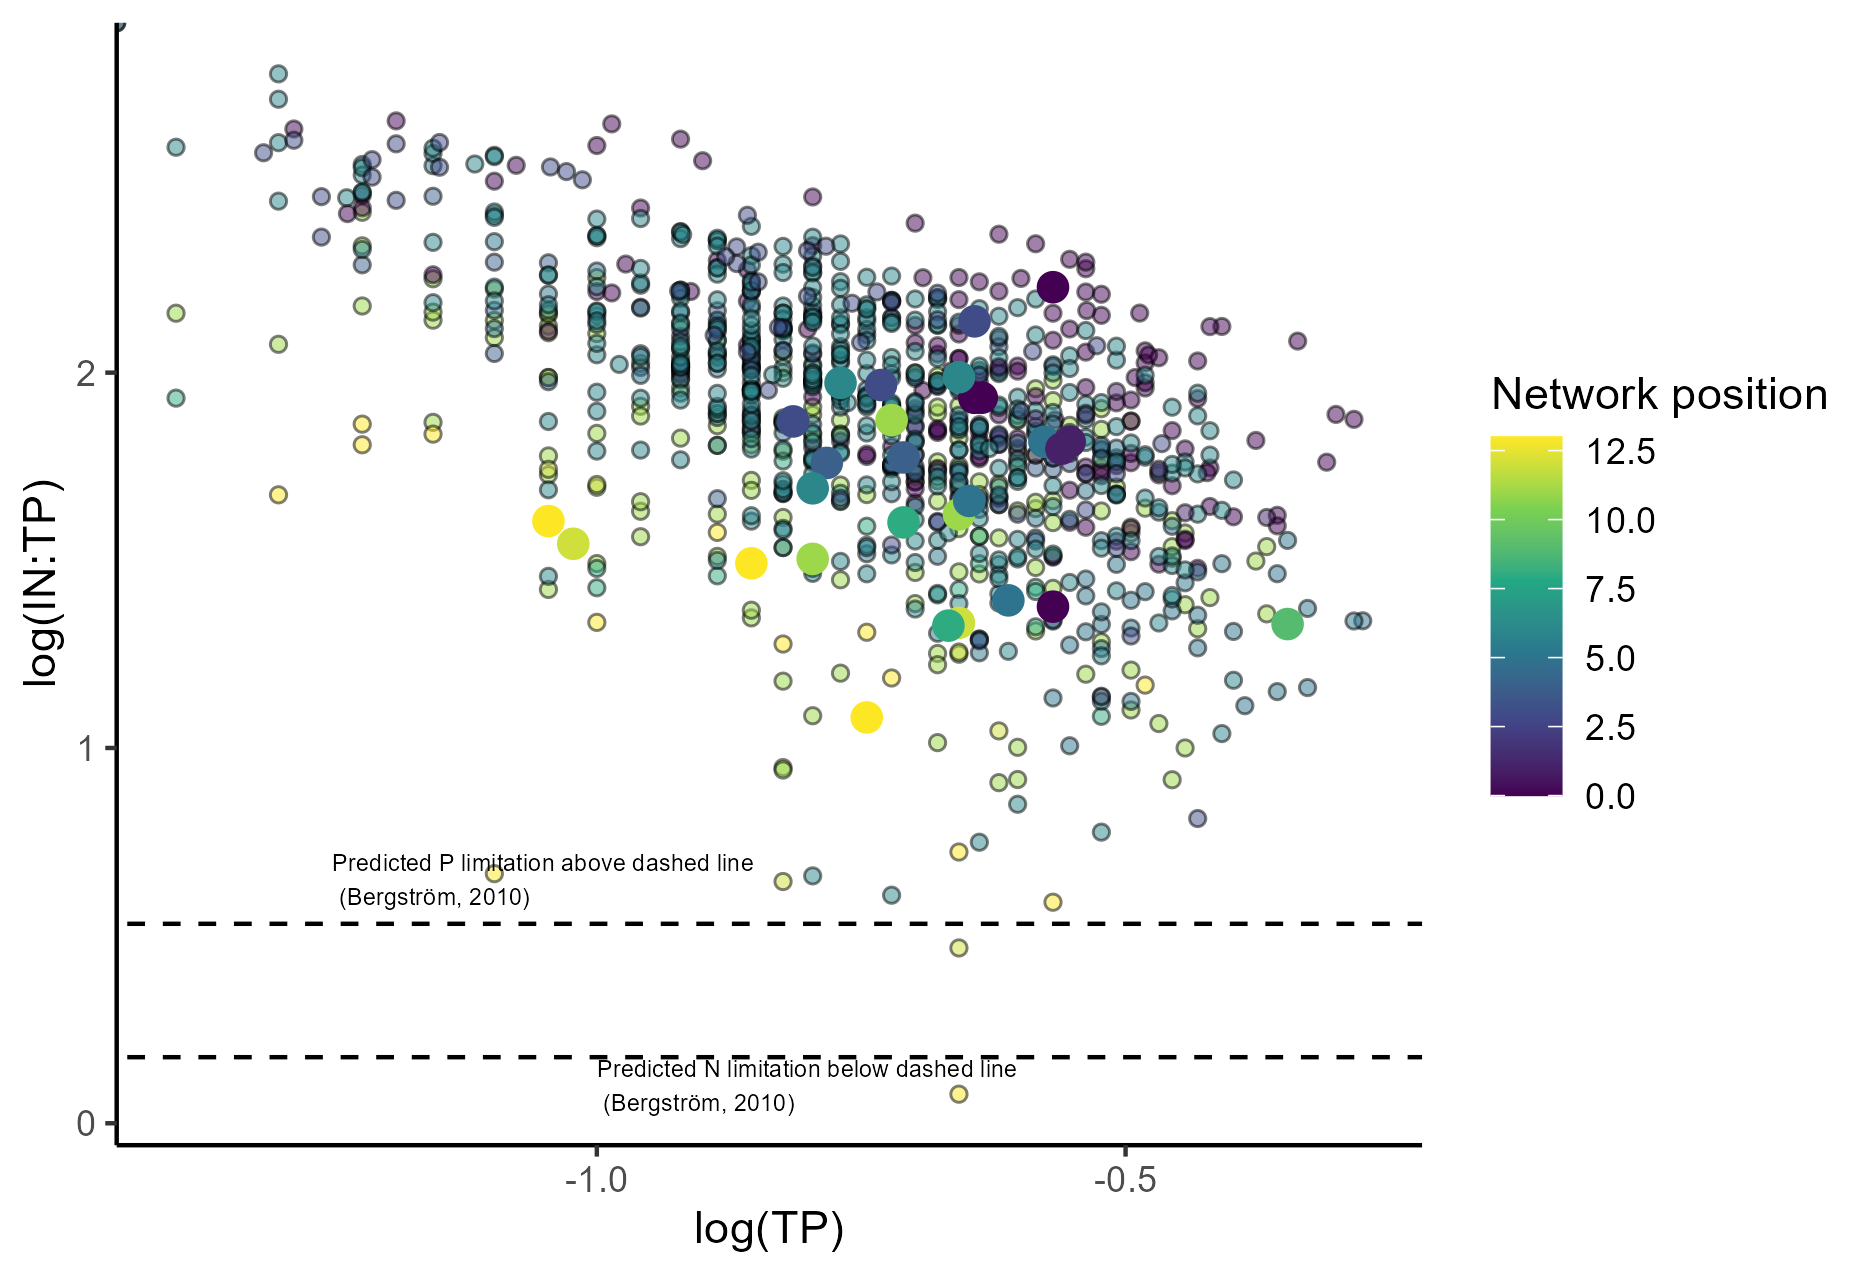 log(IN:TP)
2
1
0
Predicted P limitation above dashed line
(Bergström, 2010)
Predicted N limitation below dashed line
(Bergström, 2010)
-1.0
-0.5
log(TP)
Network position
12.5
10.0
7.5
5.0
2.5
0.0